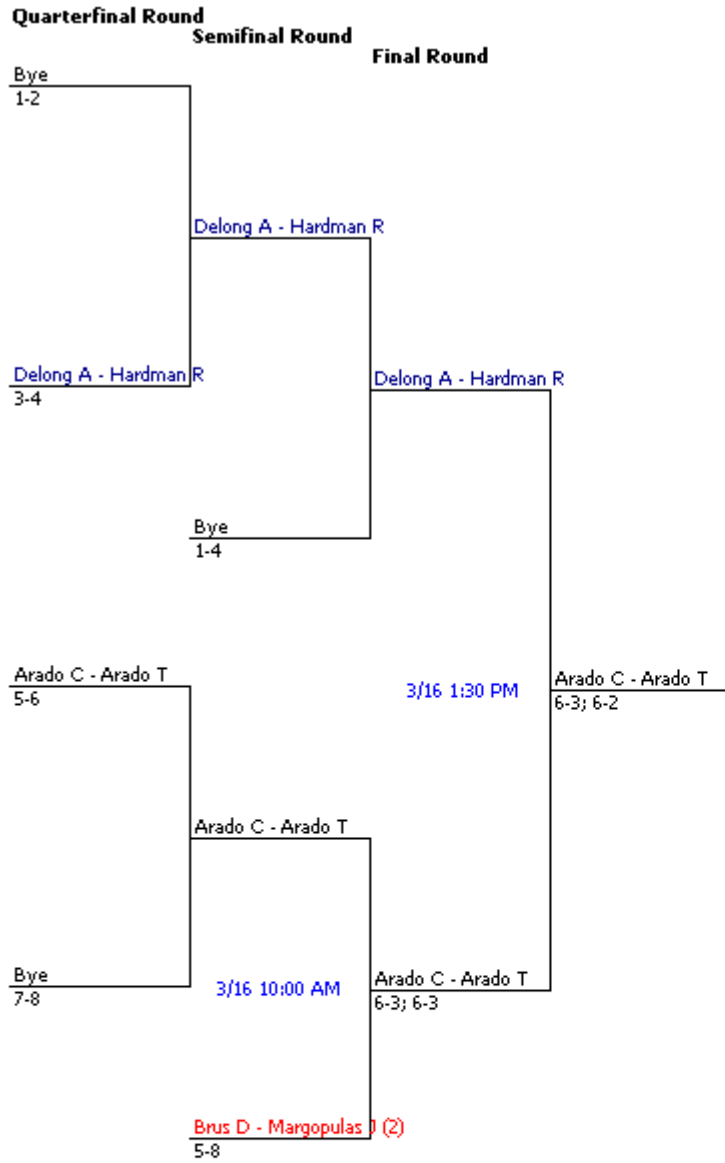 Quarterfinal Round
Semifinal Round
Final Round
Bye
1-2
Delong A - Hardman R
Delong A - Hardman R
3-4
Delong A - Hardman R
Bye
1-4
Arado C - Arado T
5-6
3/16 1:30 PM
Arado C - Arado T
6-3; 6-2
Arado C - Arado T
Bye
7-8
3/16 10:00 AM
Arado C - Arado T
6-3; 6-3
Brus D - Margopulas J (2)
5-8